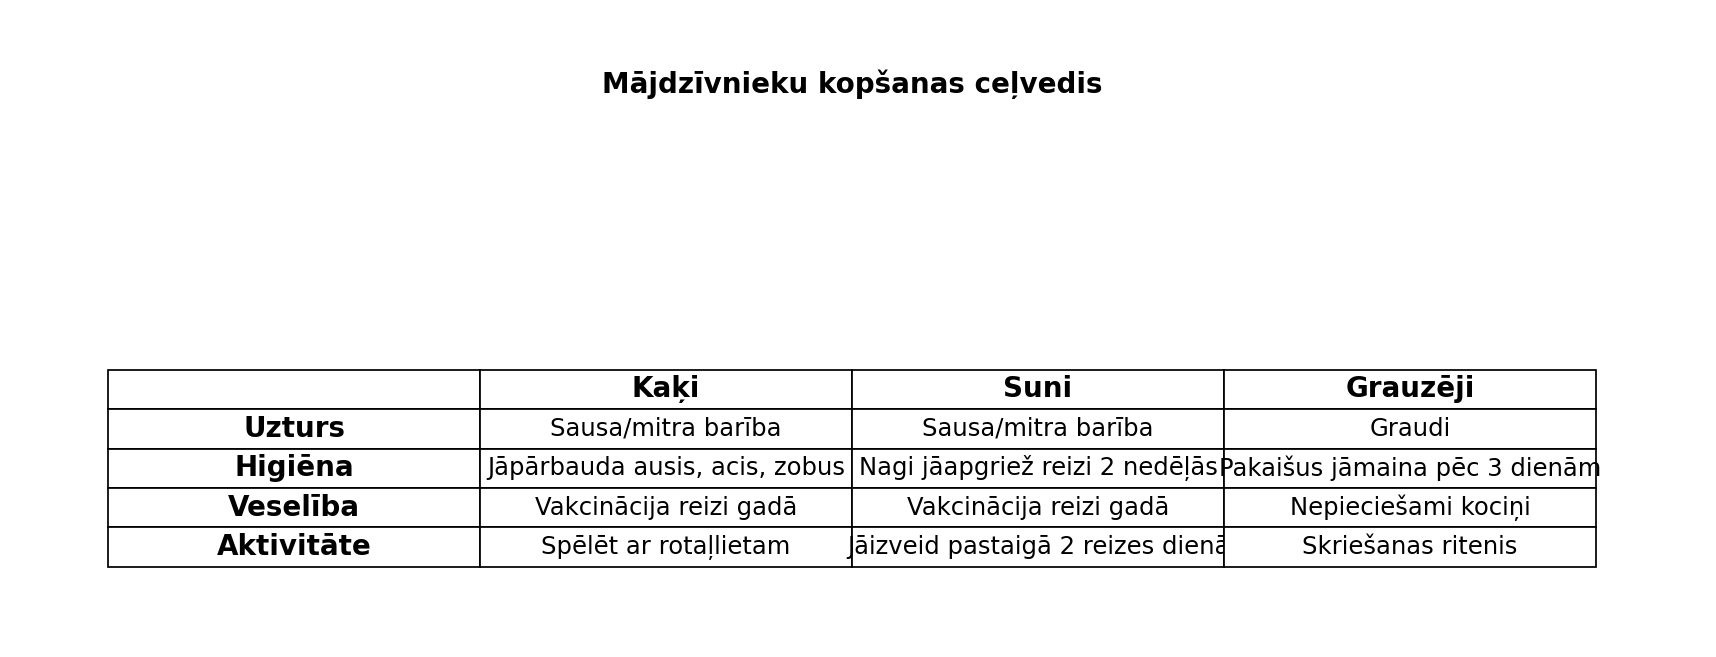 Mājdzīvnieku kopšanas ceļvedis
Kaķi Suni Grauzēji
Uzturs Sausa/mitra barība Sausa/mitra barība Graudi
Higiēna Jāpārbauda ausis, acis, zobus Nagi jāapgriež reizi 2 nedēļās Pakaišus jāmaina pēc 3 dienām
Veselība Vakcinācija reizi gadā Vakcinācija reizi gadā Nepieciešami kociņi
Aktivitāte Spēlēt ar rotaļlietam Jāizveid pastaigā 2 reizes dienā Skriešanas ritenis